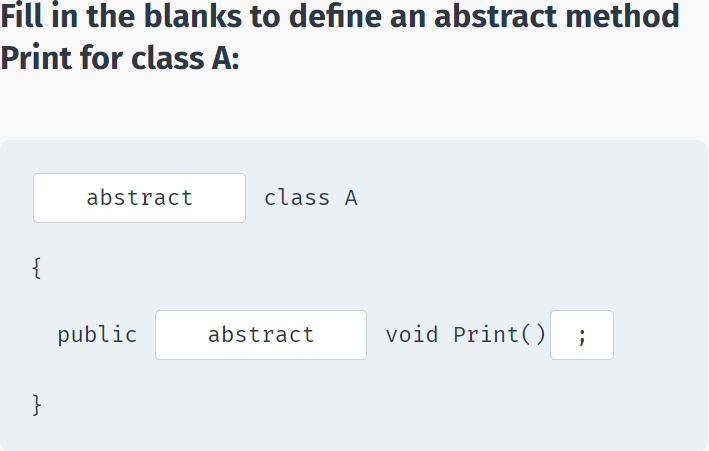 Fill in the blanks to define an abstract method
Print for class A:
abstract class A
{
public abstract void Print() ;
}